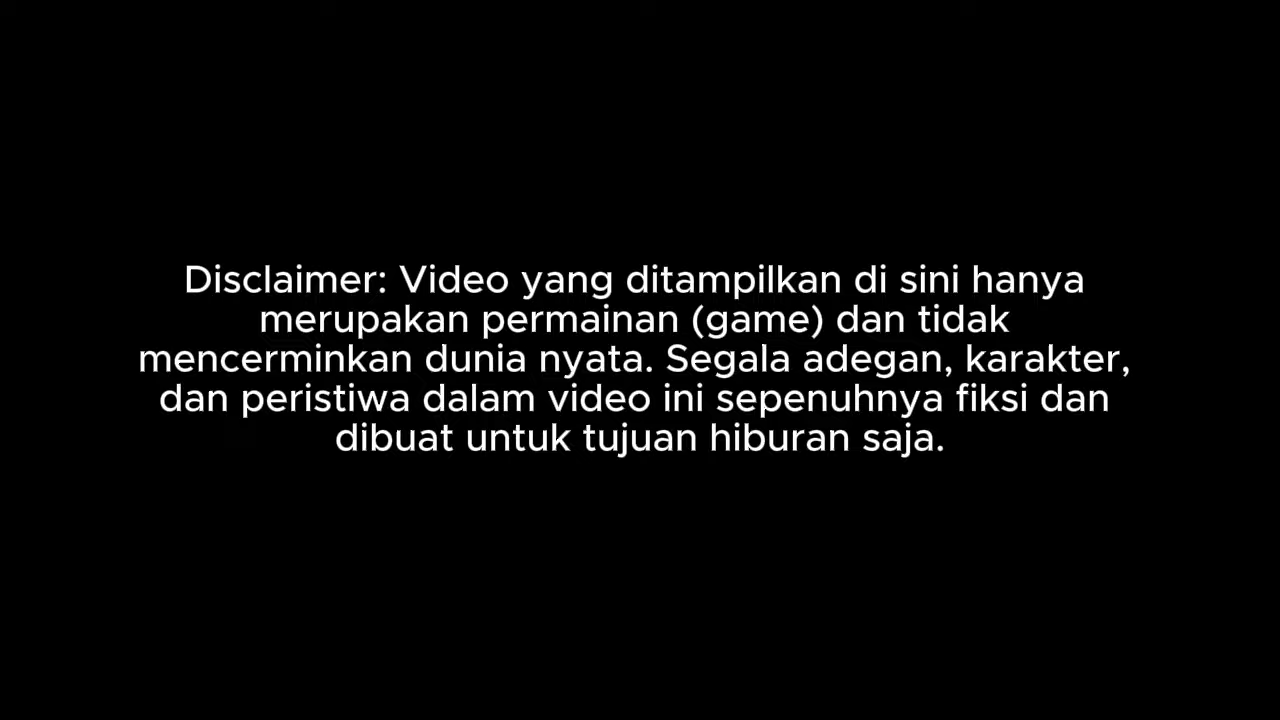 Disclaimer: Video yang ditampilkan di sini hanya
merupakan permainan (game) dan tidak
mencerminkan dunia nyata. Segala adegan, karakter,
dan peristiwa dalam video ini sepenuhnya fiksi dan
dibuat untuk tujuan hiburan saja.